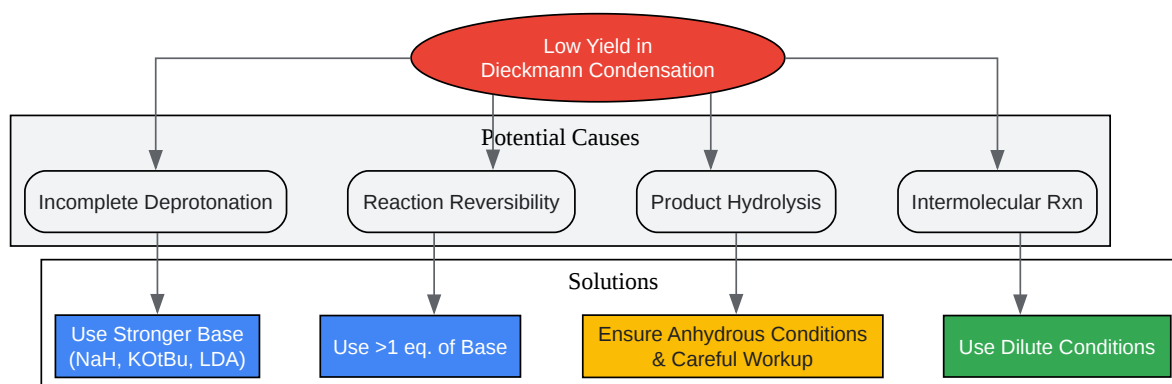 Low Yield in
Dieckmann Condensation
Potential Causes
Incomplete Deprotonation
Reaction Reversibility
Product Hydrolysis
Intermolecular Rxn
Solutions
Use Stronger Base
(NaH, KOtBu, LDA)
Use >1 eq. of Base
Ensure Anhydrous Conditions
& Careful Workup
Use Dilute Conditions